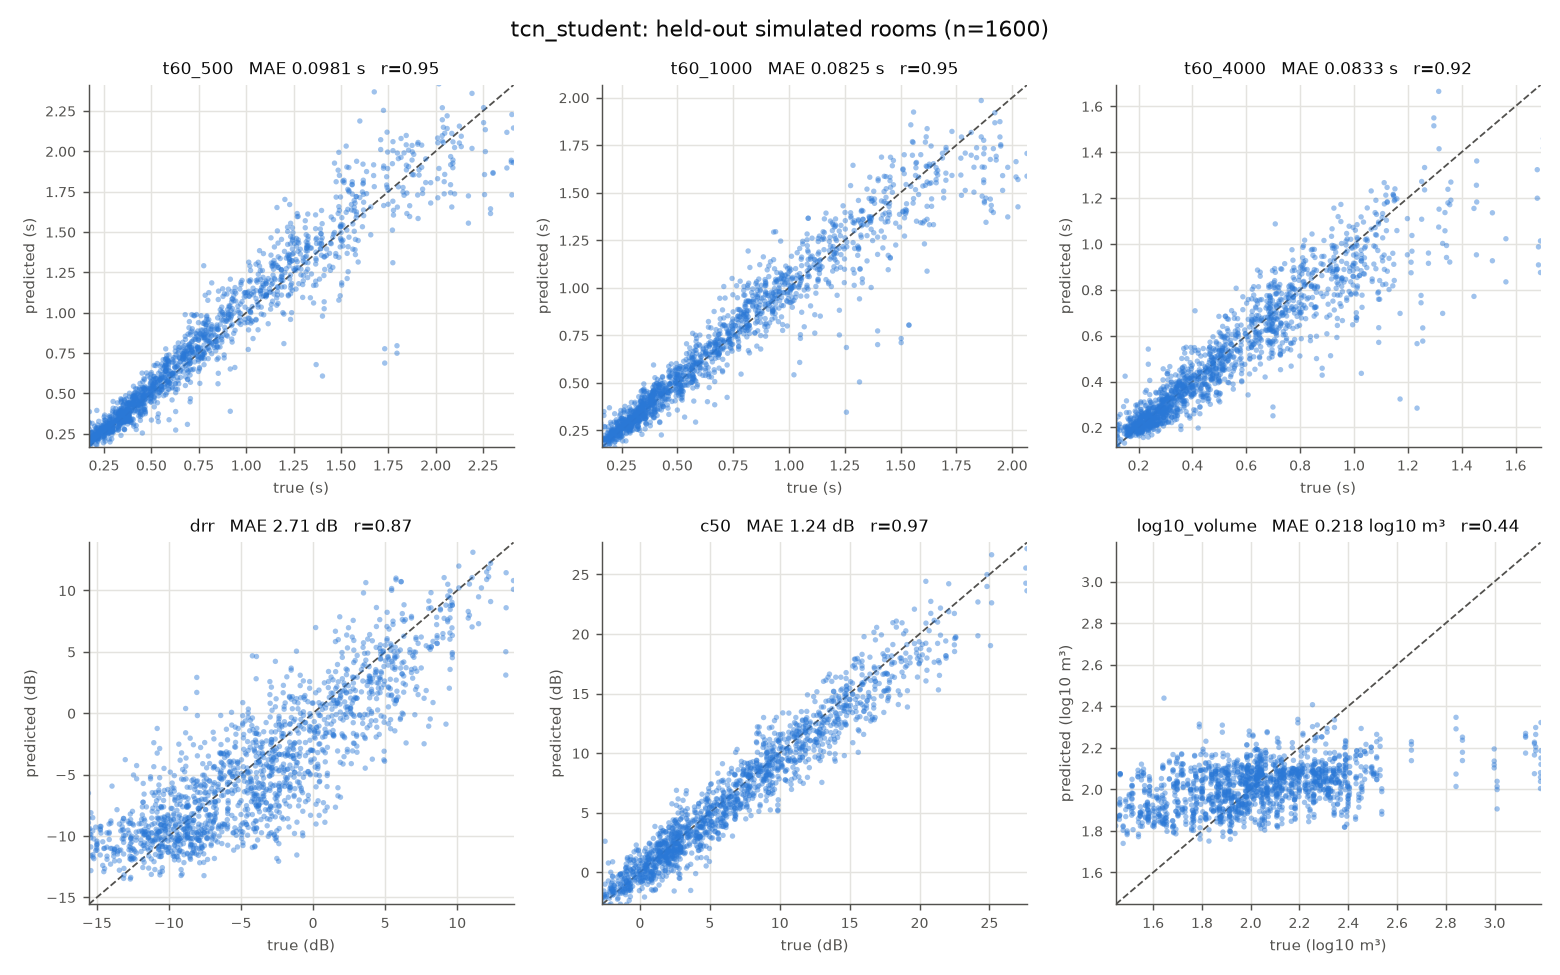 tcn_student: held-out simulated rooms (n=1600)
t60_500   MAE 0.0981 s   r=0.95
2.25
2.00
1.75
1.50
1.25
1.00
0.75
0.50
0.25
predicted (s)
0.25 0.50 0.75 1.00 1.25 1.50 1.75 2.00 2.25
true (s)
t60_1000   MAE 0.0825 s   r=0.95
2.00
1.75
1.50
1.25
1.00
0.75
0.50
0.25
predicted (s)
0.25 0.50 0.75 1.00 1.25 1.50 1.75 2.00
true (s)
t60_4000   MAE 0.0833 s   r=0.92
1.6
1.4
1.2
1.0
0.8
0.6
0.4
0.2
predicted (s)
0.2 0.4 0.6 0.8 1.0 1.2 1.4 1.6
true (s)
drr   MAE 2.71 dB   r=0.87
10
5
0
−5
−10
−15
predicted (dB)
−15 −10 −5 0 5 10
true (dB)
c50   MAE 1.24 dB   r=0.97
25
20
15
10
5
0
predicted (dB)
0 5 10 15 20 25
true (dB)
log10_volume   MAE 0.218 log10 m³   r=0.44
3.0
2.8
2.6
2.4
2.2
2.0
1.8
1.6
predicted (log10 m³)
1.6 1.8 2.0 2.2 2.4 2.6 2.8 3.0
true (log10 m³)